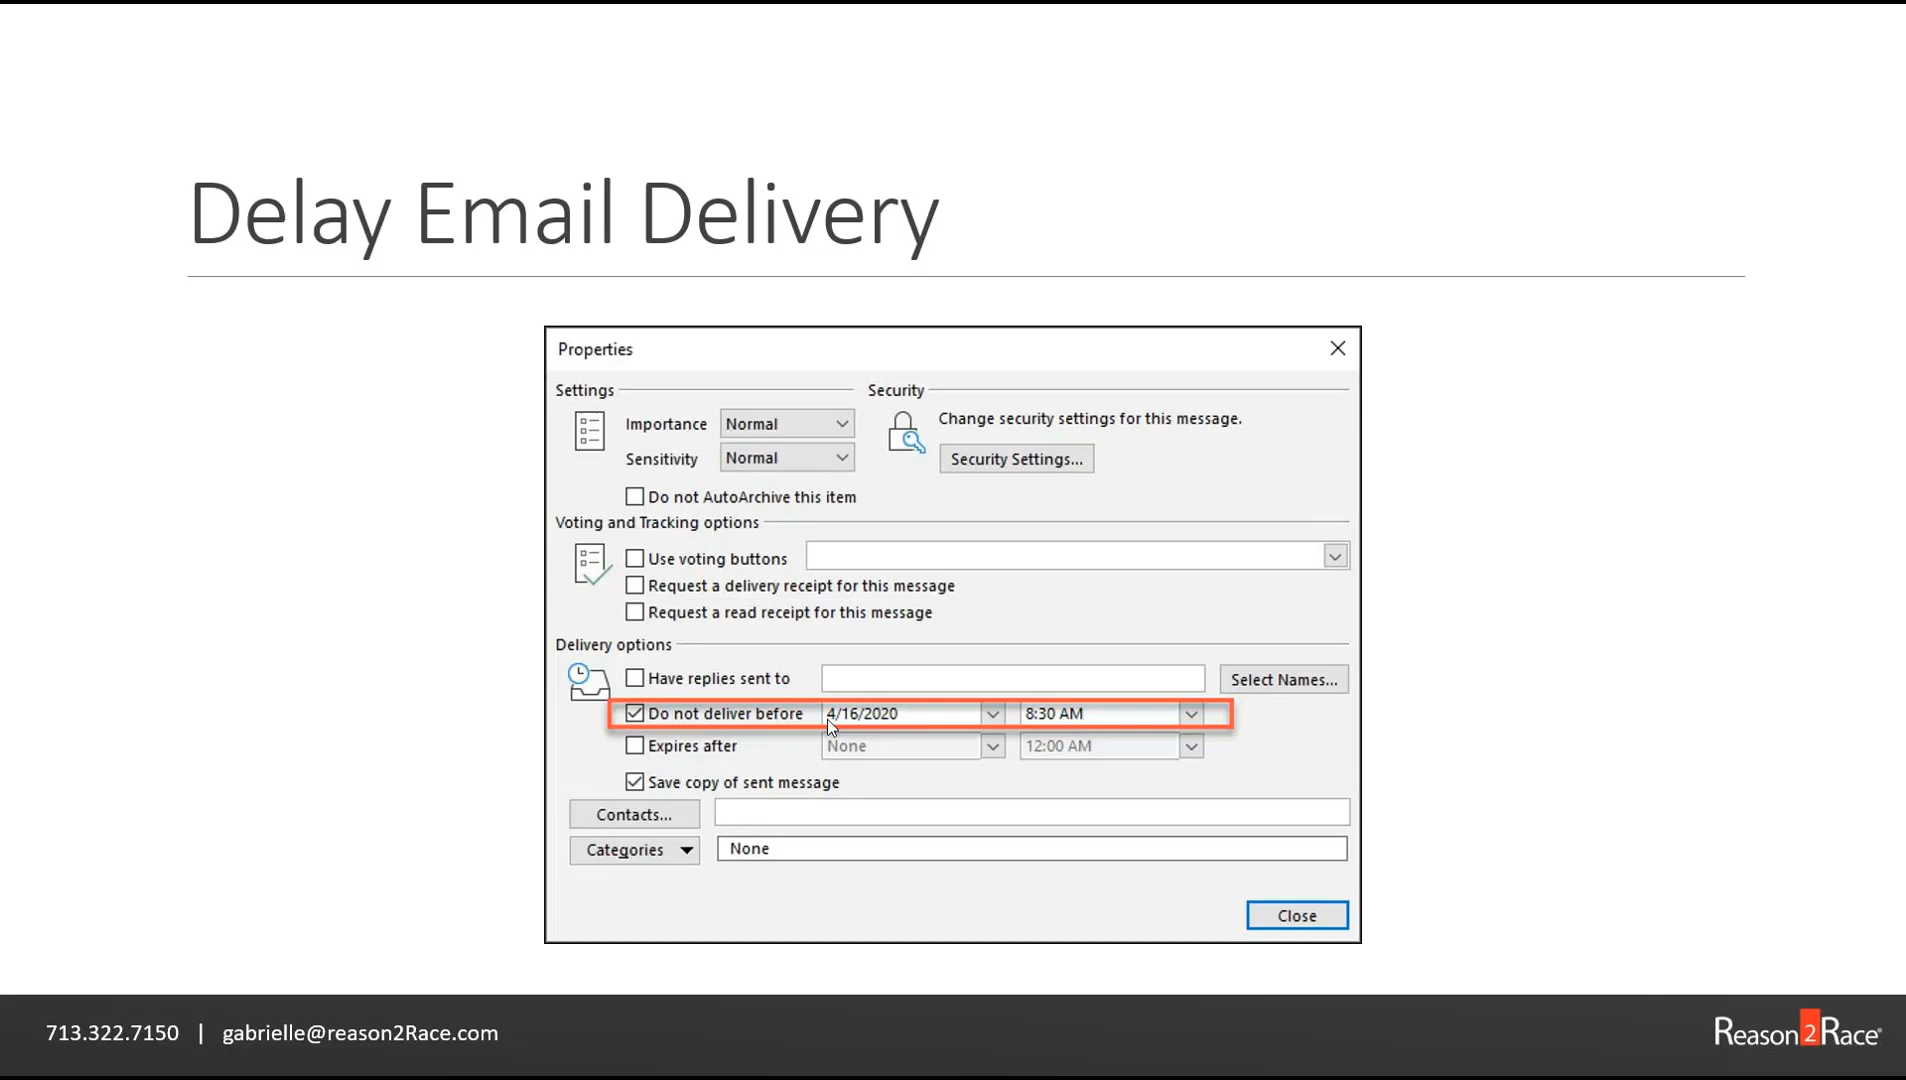 Delay Email Delivery
Properties
Settings
Security
Importance Normal
Change security settings for this message.
Sensitivity Normal
Security Settings...
Do not AutoArchive this item
Voting and Tracking options
Use voting buttons
Request a delivery receipt for this message
Request a read receipt for this message
Delivery options
Have replies sent to Select Names...
Do not deliver before 4/16/2020 8:30 AM
Expires after None 12:00 AM
Save copy of sent message
Contacts...
Categories None
Close
713.322.7150 | gabrielle@reason2Race.com
Reason2Race